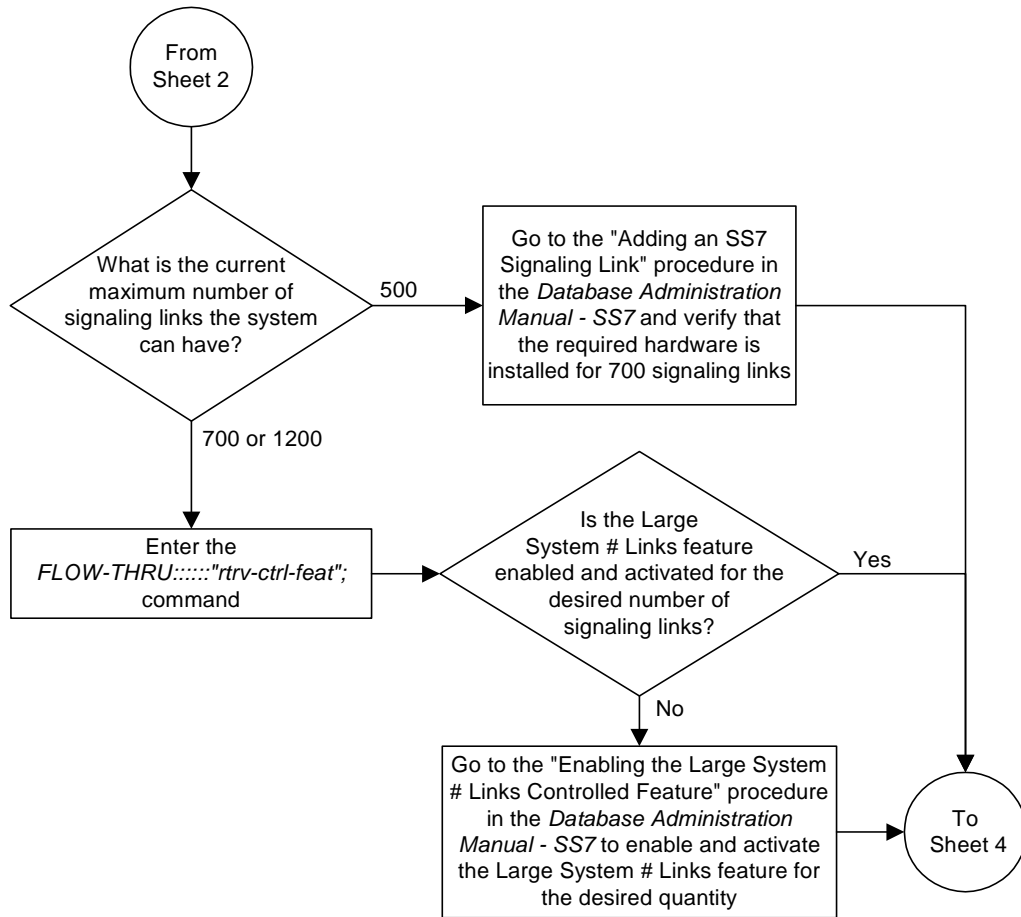 From
Sheet 2
What is the current
maximum number of
signaling links the system
can have?
500
Go to the "Adding an SS7
Signaling Link" procedure in
the Database Administration
Manual - SS7 and verify that
the required hardware is
installed for 700 signaling links
700 or 1200
Enter the
FLOW-THRU::::::"rtrv-ctrl-feat";
command
Is the Large
System # Links feature
enabled and activated for the
desired number of
signaling links?
Yes
No
Go to the "Enabling the Large System
# Links Controlled Feature" procedure
in the Database Administration
Manual - SS7 to enable and activate
the Large System # Links feature for
the desired quantity
To
Sheet 4